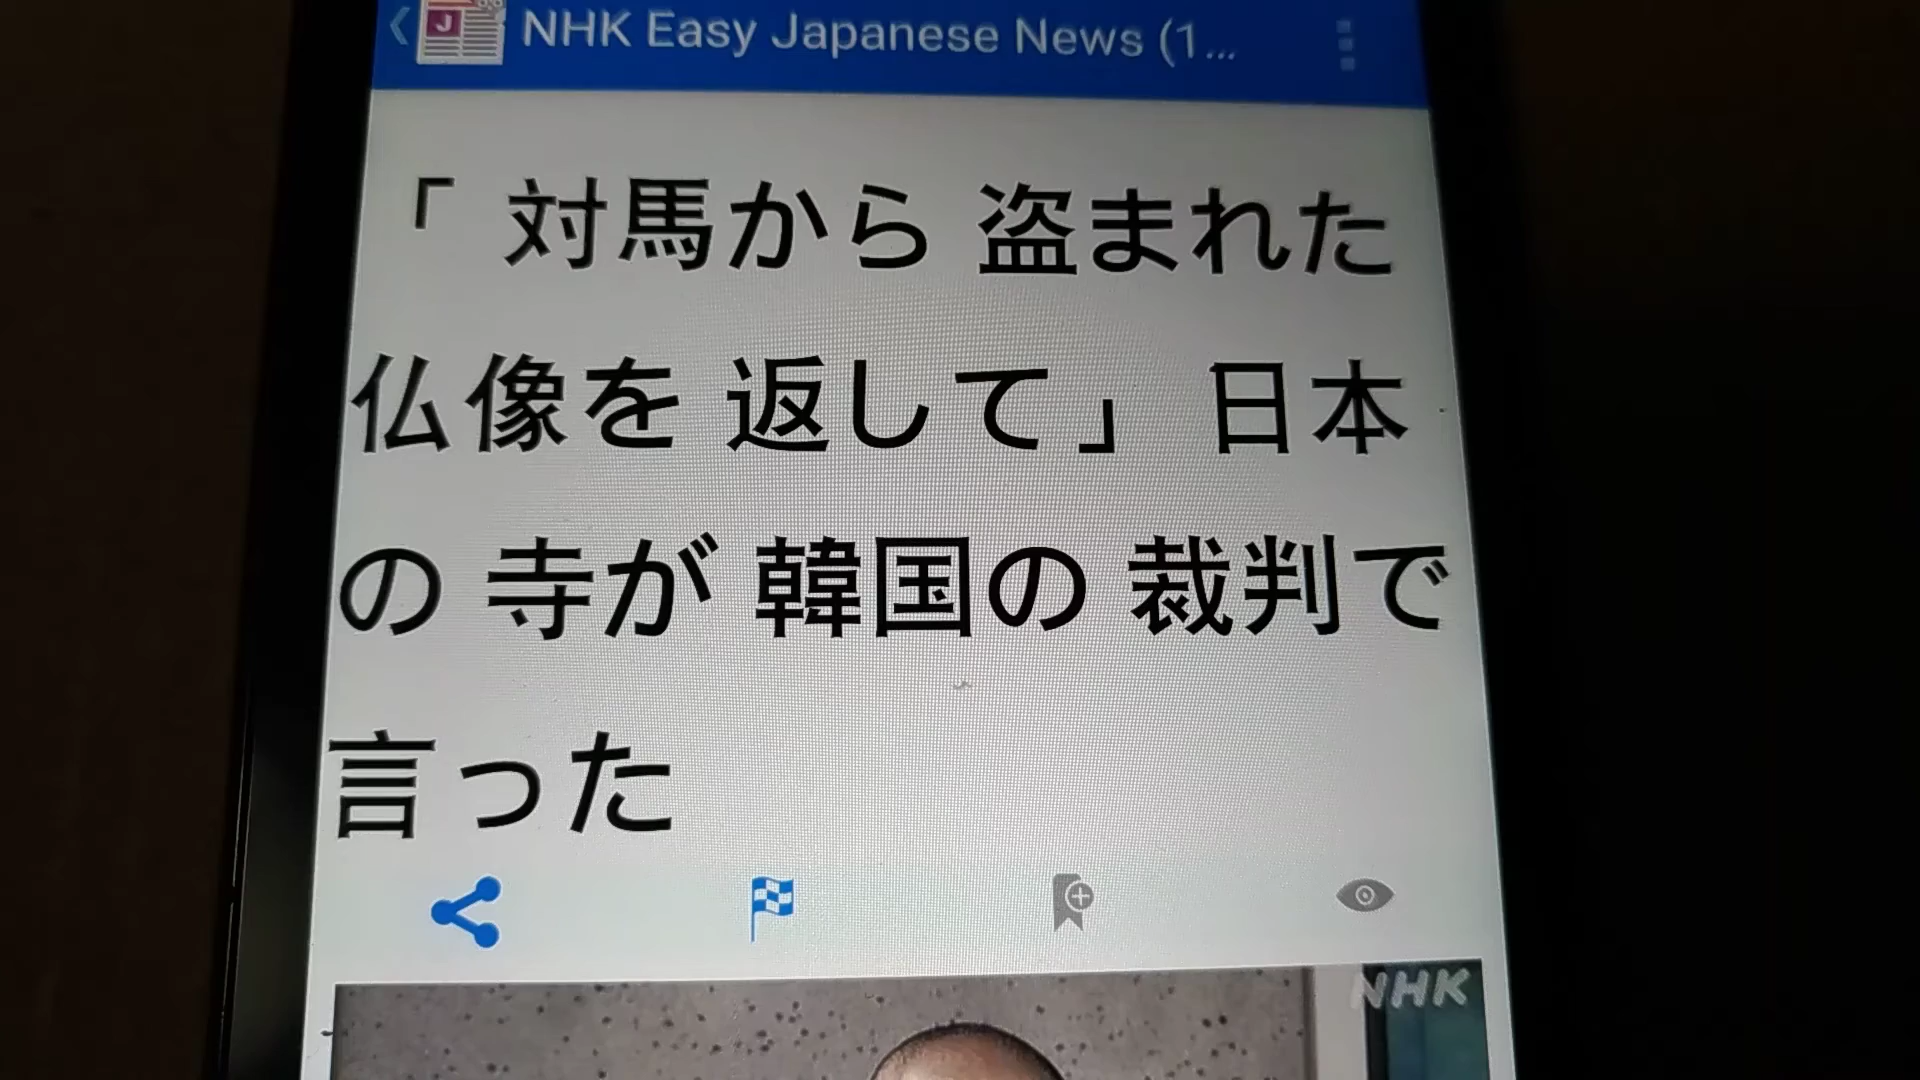 J
NHK Easy Japanese News (1...
「 対馬から 盗まれた
仏像を 返して」 日本
の 寺が 韓国の 裁判で
言った
NHK